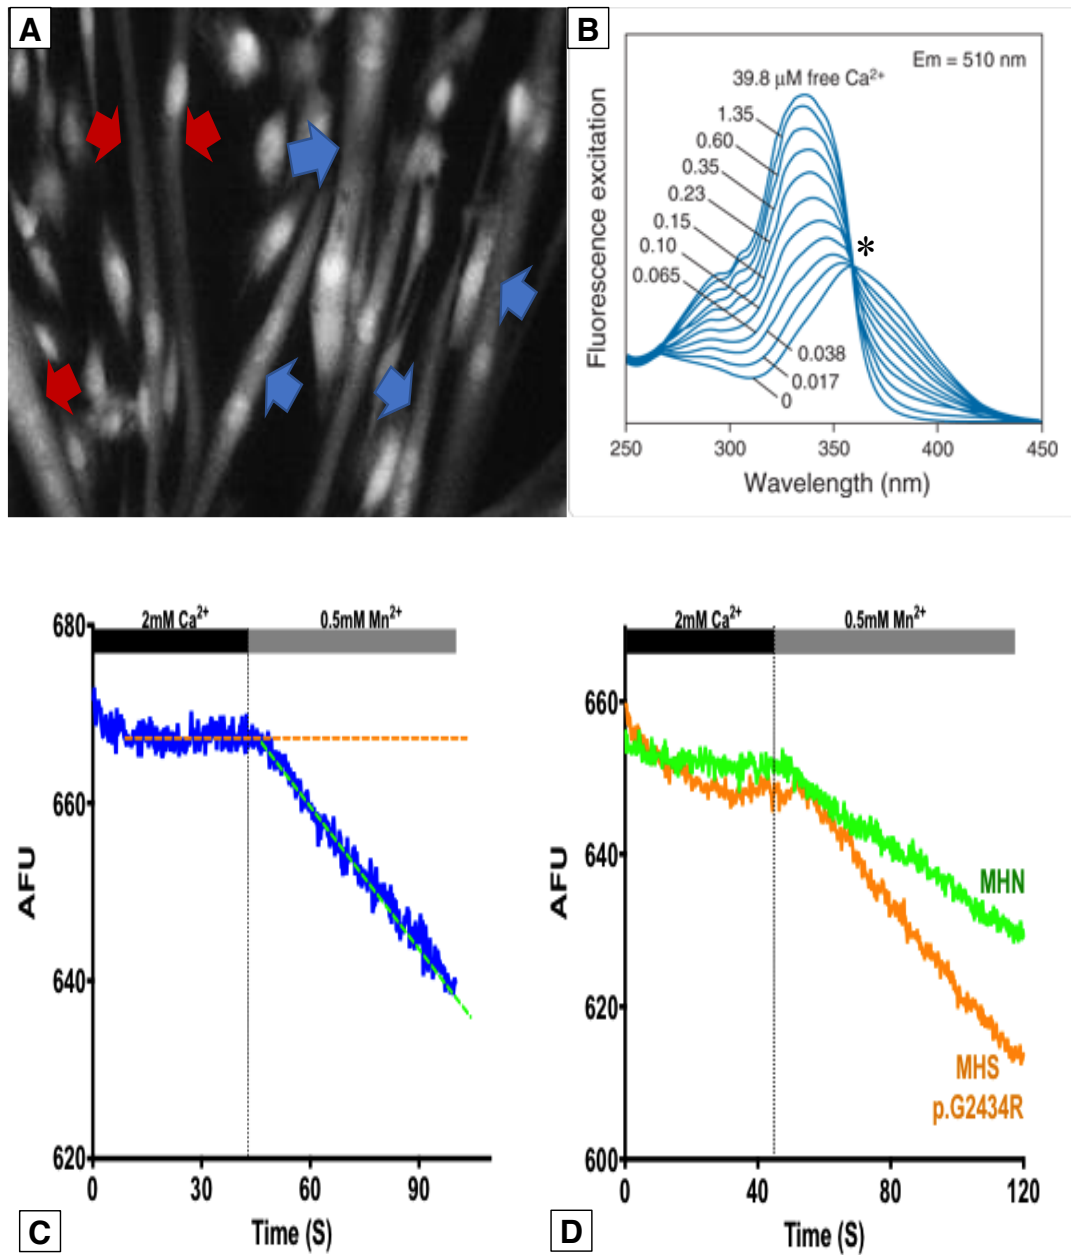 A
B
Em = 510 nm
39.8 µM free Ca²⁺
1.35
0.60
0.35
0.23
0.15
0.10
0.065
*
0.038
0.017
0
Fluorescence excitation
250 300 350 400 450
Wavelength (nm)
2mM Ca²⁺ 0.5mM Mn²⁺
680
660
640
620
AFU
0 30 60 90
Time (S)
C
2mM Ca²⁺ 0.5mM Mn²⁺
660
640
620
600
AFU
MHN
MHS
p.G2434R
0 40 80 120
Time (S)
D